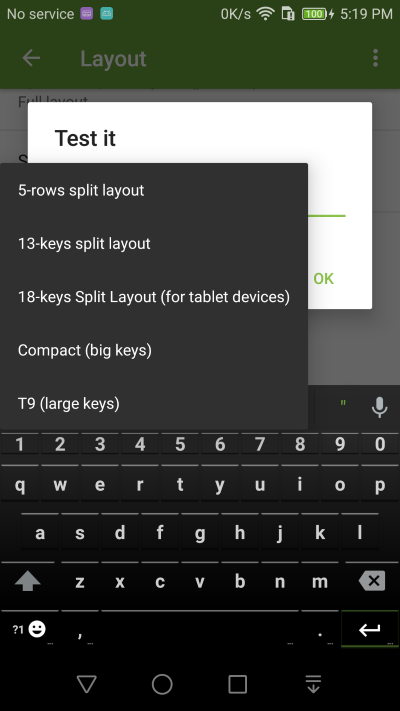 No service 0K/s 100 5:19 PM
Layout
Full layout
Test it
5-rows split layout
13-keys split layout
18-keys Split Layout (for tablet devices)
OK
Compact (big keys)
T9 (large keys)
"
1 2 3 4 5 6 7 8 9 0
q w e r t y u i o p
a s d f g h j k l
z x c v b n m
?1 , .